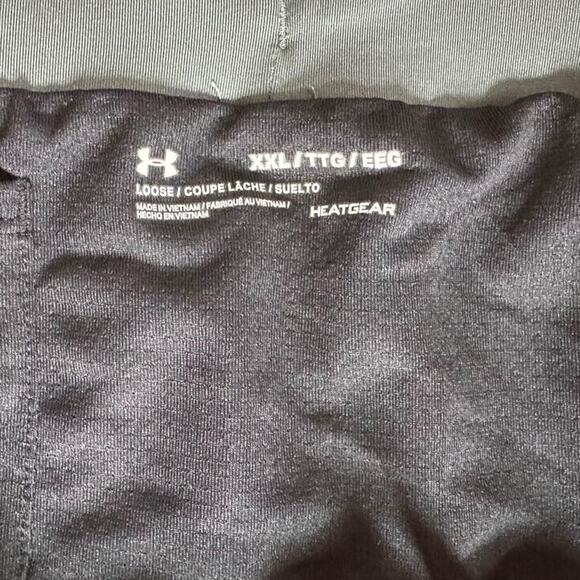 XXL/TTG/EEG
LOOSE / COUPE LÂCHE / SUELTO
MADE IN VIETNAM / FABRIQUÉ AU VIETNAM /
HECHO EN VIETNAM
HEATGEAR